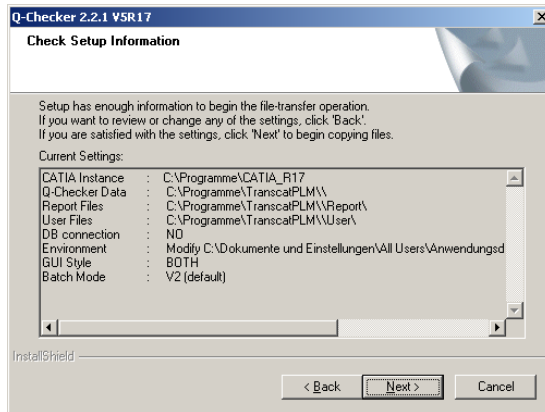 Q-Checker 2.2.1 V5R17
Check Setup Information
Setup has enough information to begin the file-transfer operation.
If you want to review or change any of the settings, click 'Back'.
If you are satisfied with the settings, click 'Next' to begin copying files.
Current Settings:
CATIA Instance : C:\Programme\CATIA_R17
Q-Checker Data : C:\Programme\TranscatPLM\\
Report Files : C:\Programme\TranscatPLM\\Report\
User Files : C:\Programme\TranscatPLM\\User\
DB connection : NO
Environment : Modify C:\Dokumente und Einstellungen\All Users\Anwendungsd
GUI Style : BOTH
Batch Mode : V2 (default)
InstallShield
< Back Next > Cancel